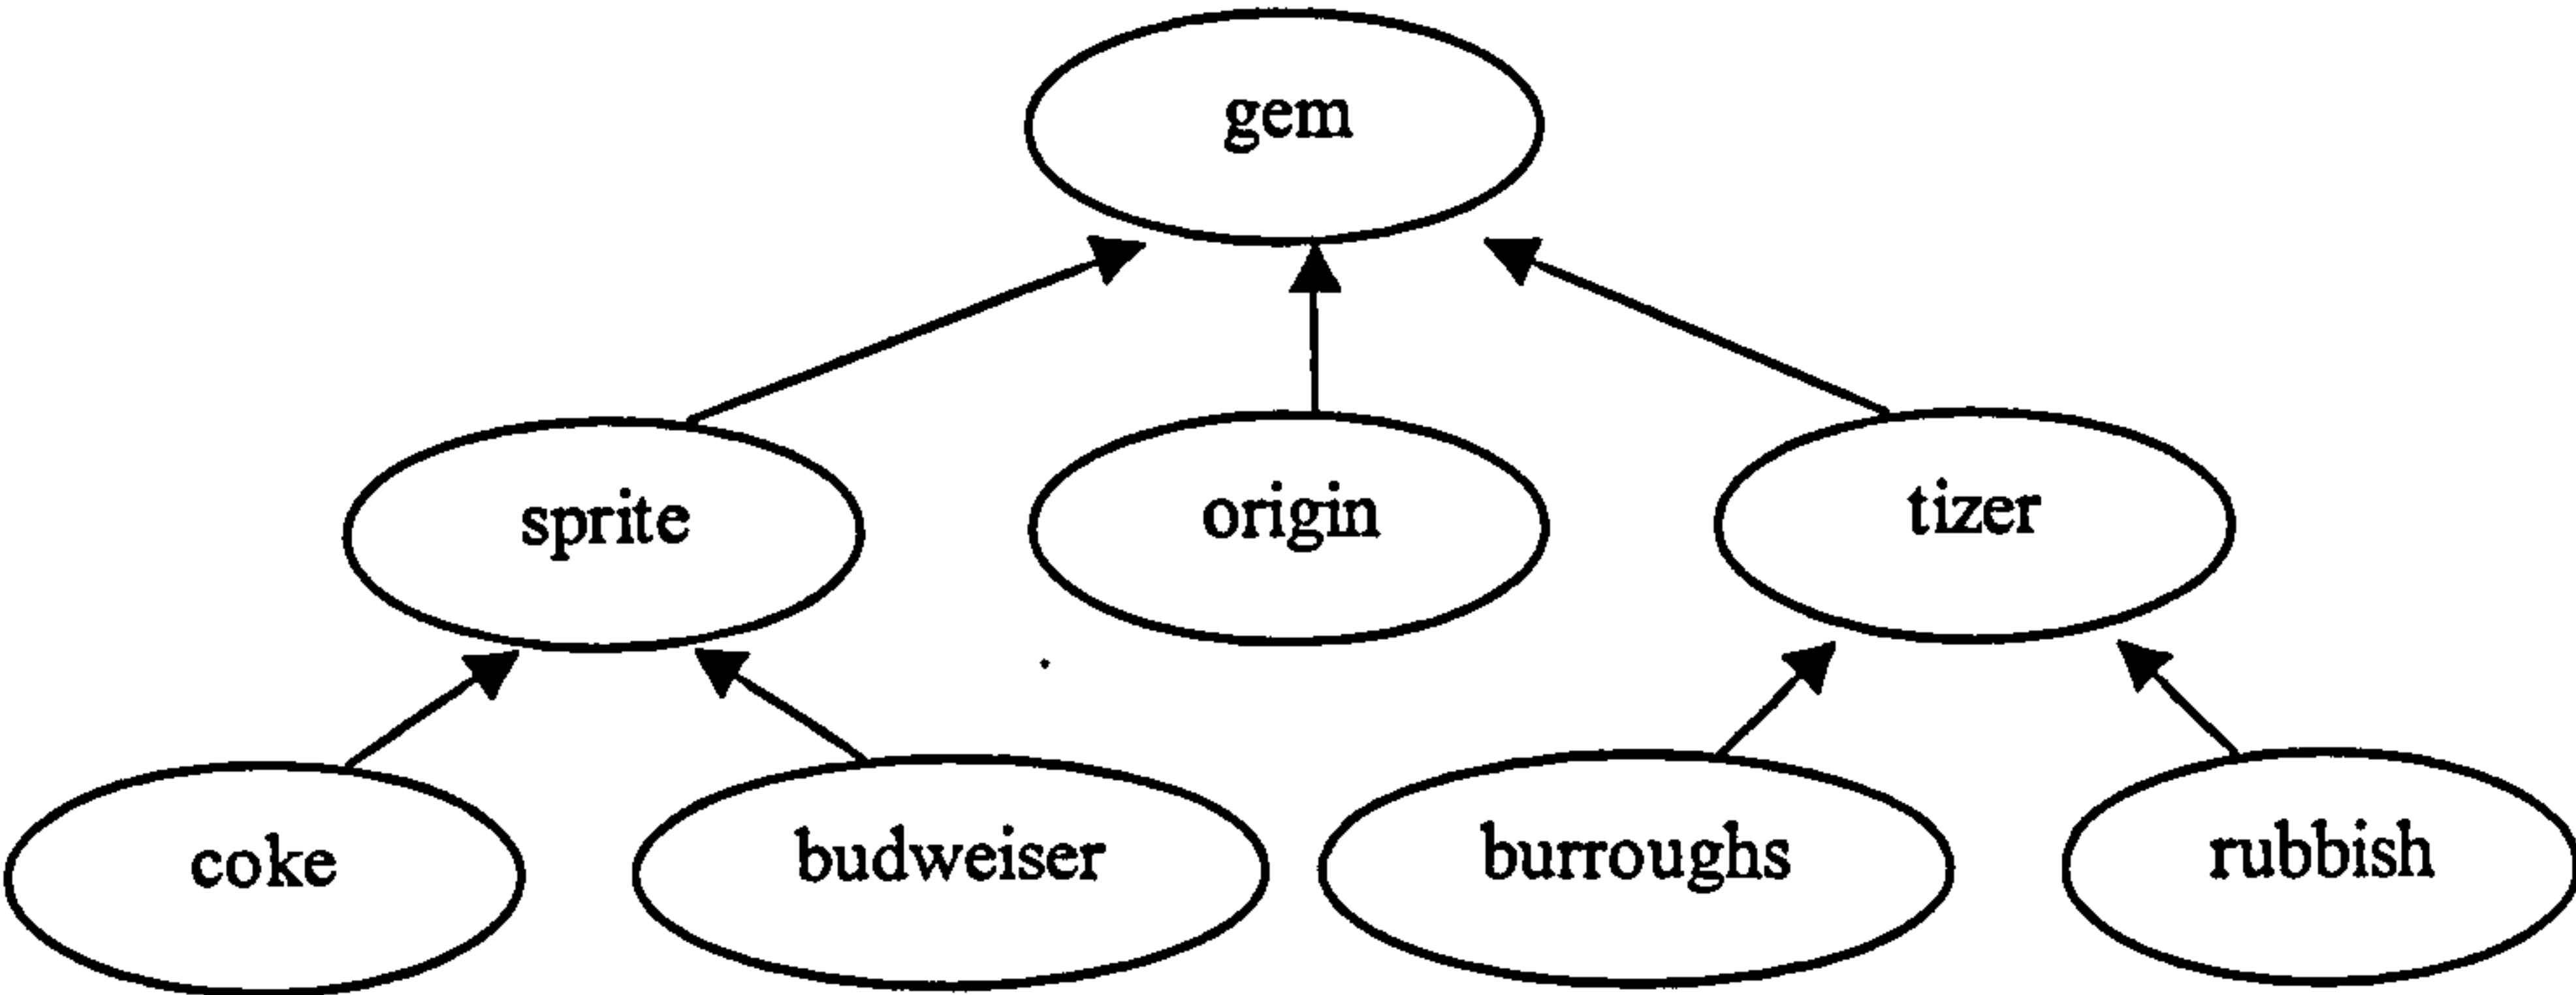 gem
sprite
origin
tizer
coke
budweiser
burroughs
rubbish